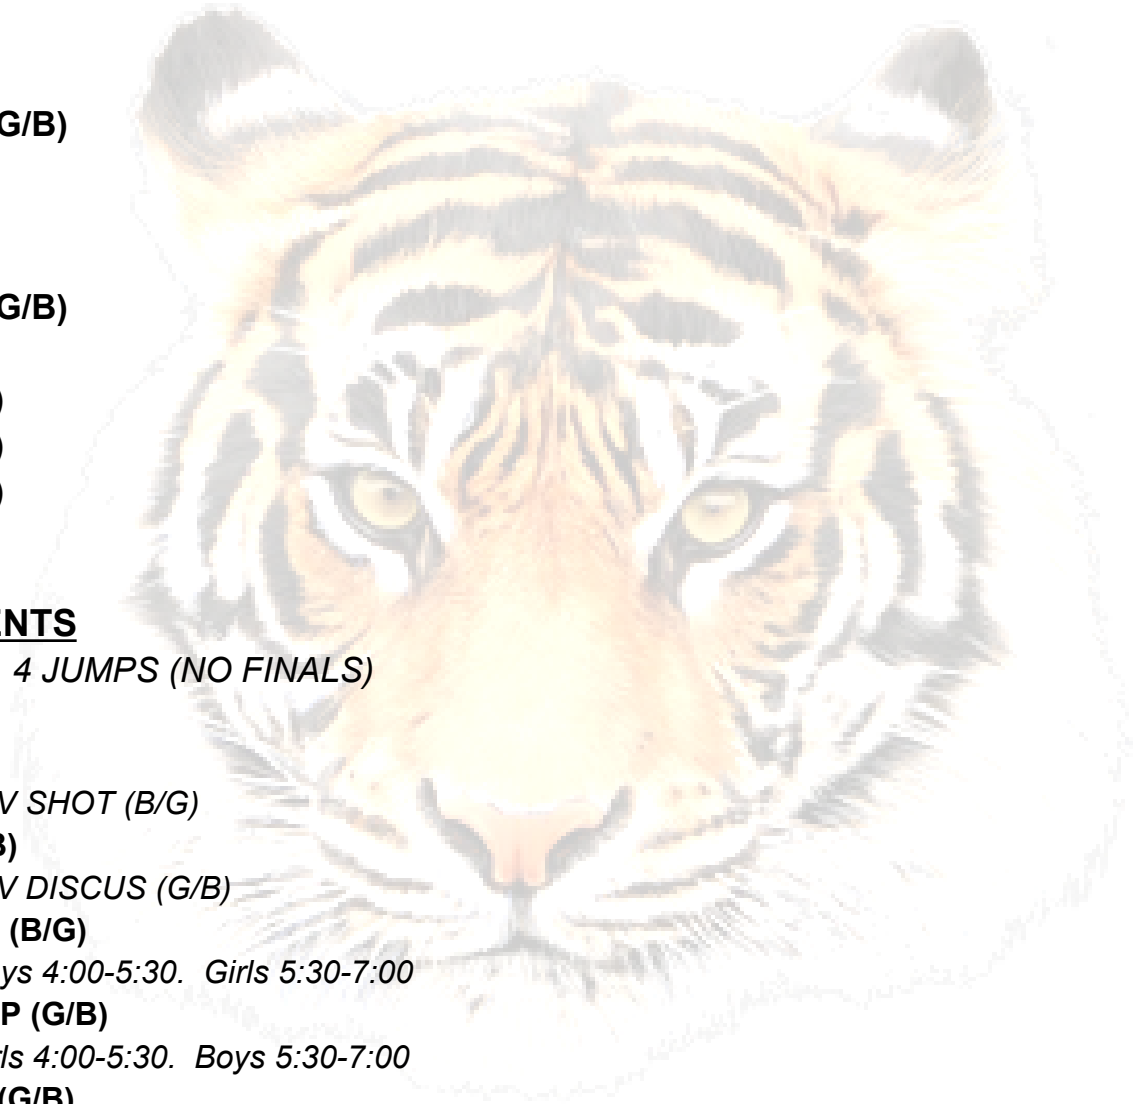 G/B)
G/B)
)
)
)
ENTS
4 JUMPS (NO FINALS)
V SHOT (B/G)
B)
V DISCUS (G/B)
(B/G)
ys 4:00-5:30.  Girls 5:30-7:00
P (G/B)
rls 4:00-5:30.  Boys 5:30-7:00
(G/B)